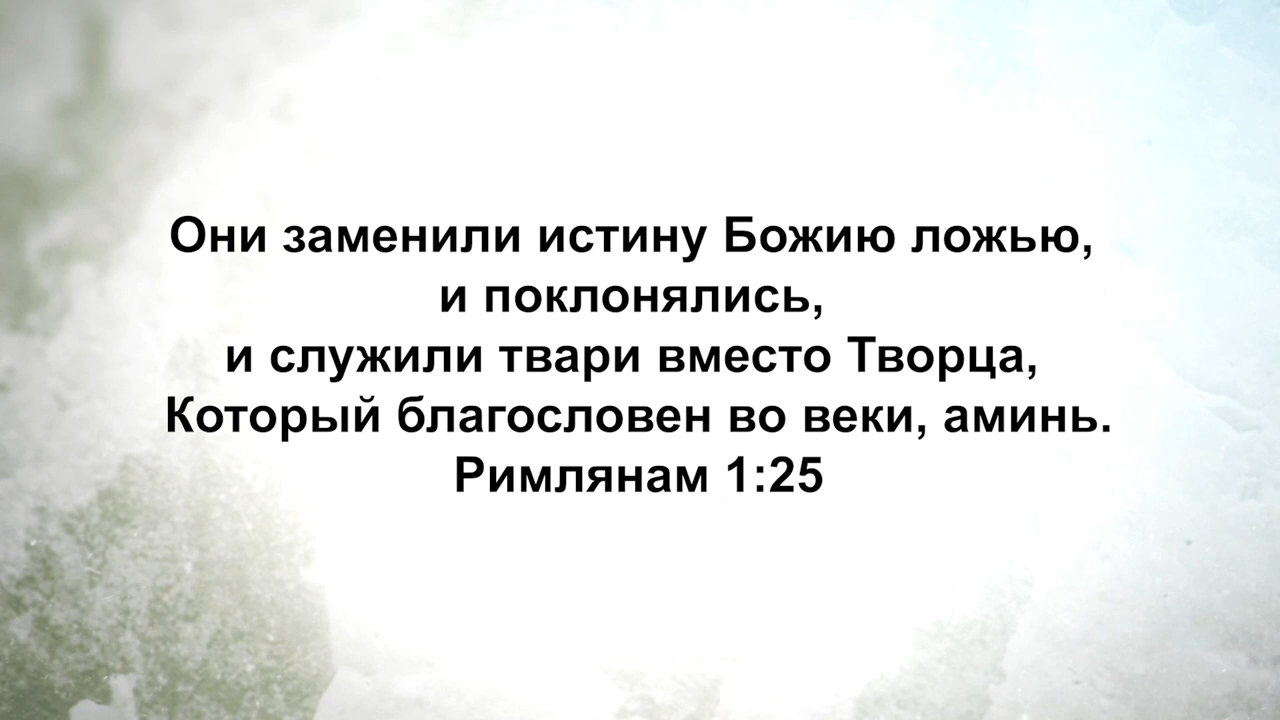 Они заменили истину Божию ложью,
и поклонялись,
и служили твари вместо Творца,
Который благословен во веки, аминь.
Римлянам 1:25